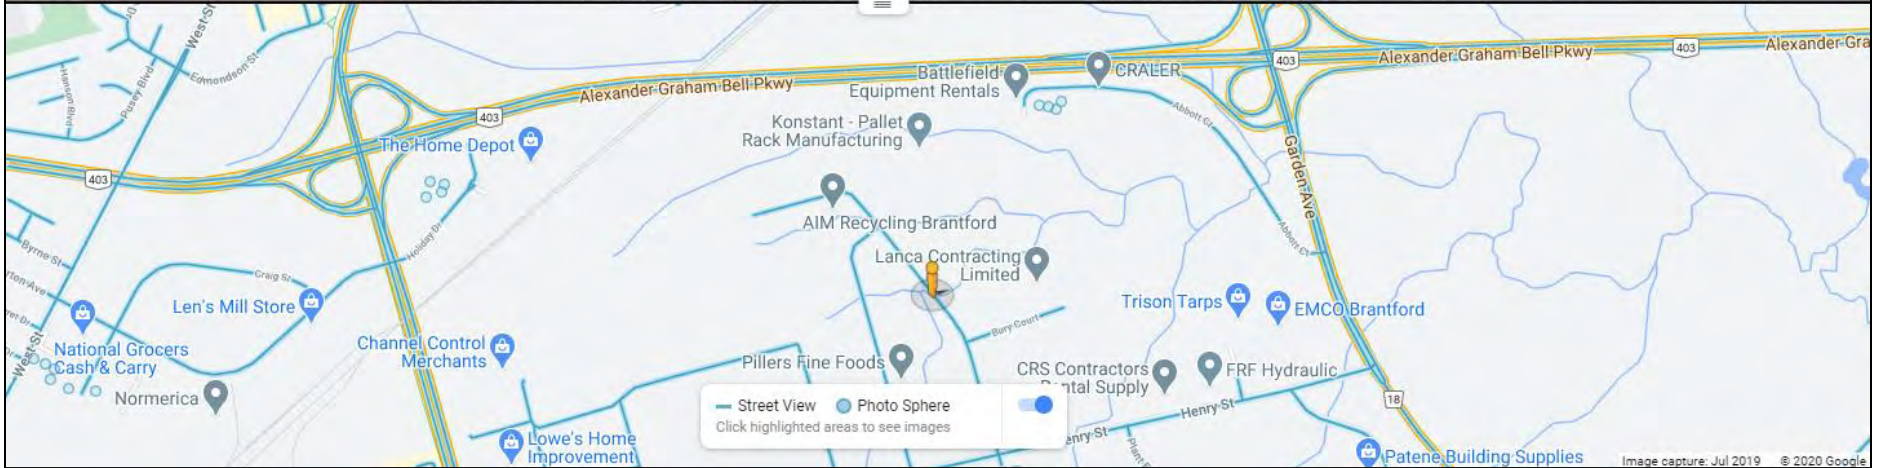 West-St
Edmondson-St
Pusey Blvd
Hanson Blvd
403
Alexander Graham Bell Pkwy
403
Alexander Graham Bell Pkwy
403
Alexander Gra
Battlefield
Equipment Rentals
CRALER
Abbott Ct
Konstant - Pallet
Rack Manufacturing
The Home Depot
403
Garden Ave
AIM Recycling Brantford
Holiday Dr
Abbott Ct
Byrne St
Craig St
Lanca Contracting
Limited
Len's Mill Store
Trison Tarps
EMCO Brantford
Bury Court
National Grocers
Cash & Carry
West St
Channel Control
Merchants
Pillers Fine Foods
CRS Contractors
FRF Hydraulic
Normerica
Henry St
18
Street View
Photo Sphere
Click highlighted areas to see images
Lowe's Home
Improvement
Patene Building Supplies
Image capture: Jul 2019
© 2020 Google